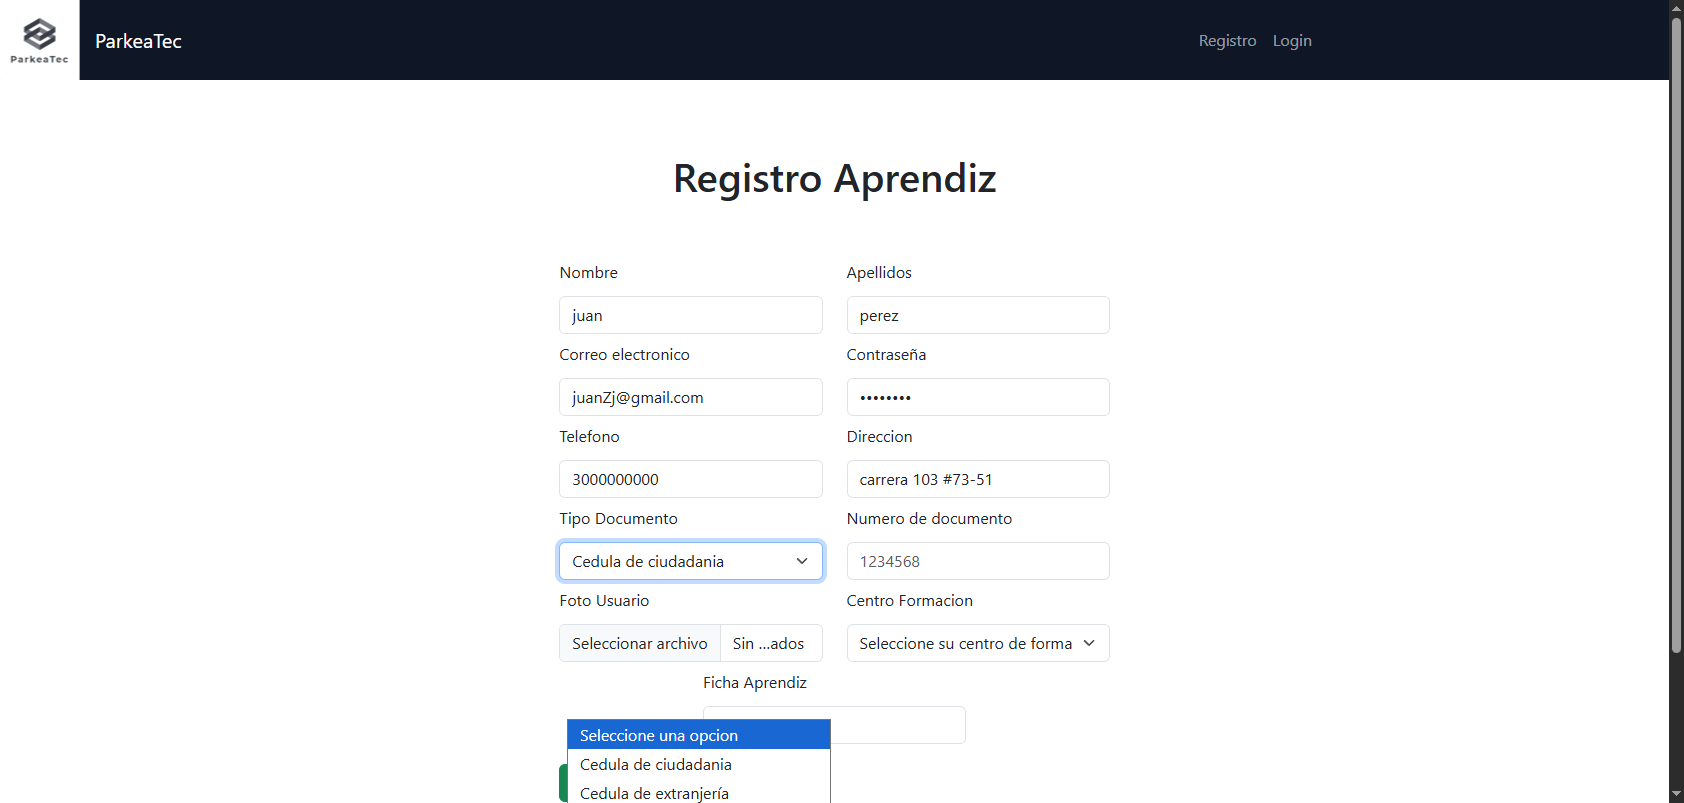 ParkeaTec
ParkeaTec
Registro
Login
Registro Aprendiz
Nombre
Apellidos
juan
perez
Correo electronico
Contraseña
juanZj@gmail.com
••••••••
Telefono
Direccion
3000000000
carrera 103 #73-51
Tipo Documento
Numero de documento
Cedula de ciudadania
1234568
Foto Usuario
Centro Formacion
Seleccionar archivo
Sin ...ados
Seleccione su centro de forma
Ficha Aprendiz
Seleccione una opcion
Cedula de ciudadania
Cedula de extranjería